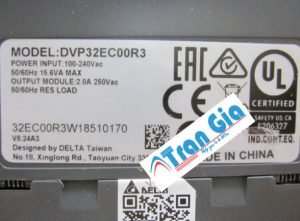 MODEL:DVP32EC00R3
POWER INPUT:100-240Vac
50/60Hz 15.6VA MAX
OUTPUT MODULE:2.0A 250Vac
50/60Hz RES LOAD
EAC
UL
CERTIFIED
SAFETY US-CA
E206327
IND.CONT.EQ.
32EC00R3W18510170
V8.24A3
Designed by DELTA Taiwan
No.18, Xinglong Rd., Taoyuan City
MADE IN CHINA
Tran Gia
DELTA